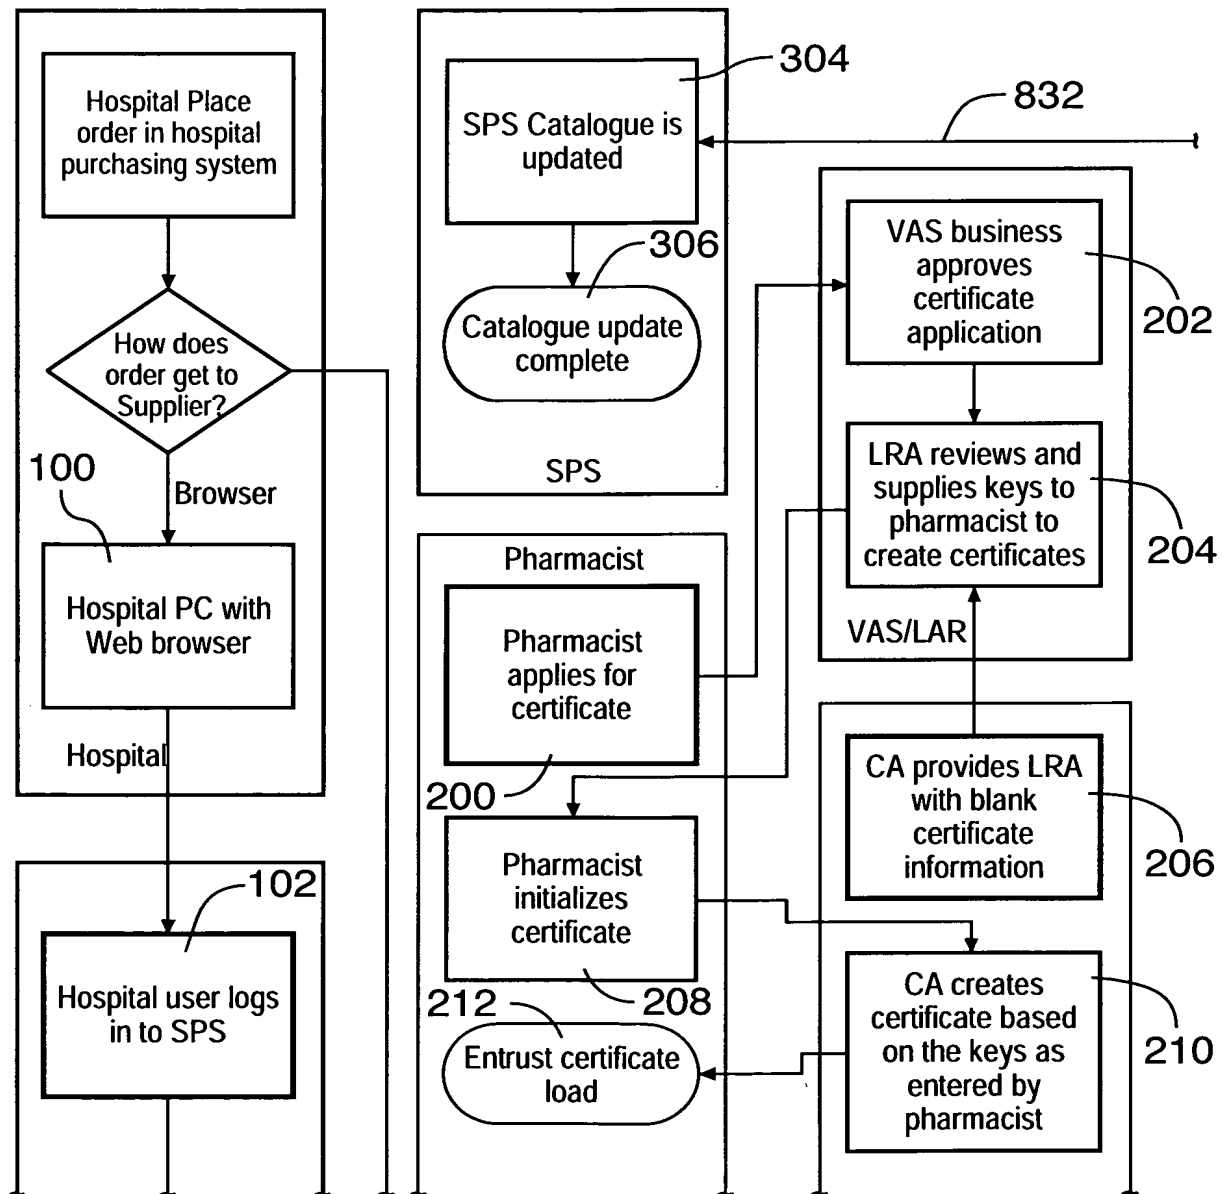 Hospital Place
order in hospital
purchasing system
How does
order get to
Supplier?
100
Browser
Hospital PC with
Web browser
Hospital
102
Hospital user logs
in to SPS
304
SPS Catalogue is
updated
306
Catalogue update
complete
SPS
832
VAS business
approves
certificate
application
202
LRA reviews and
supplies keys to
pharmacist to
create certificates
204
VAS/LAR
Pharmacist
Pharmacist
applies for
certificate
200
Pharmacist
initializes
certificate
208
212
Entrust certificate
load
CA provides LRA
with blank
certificate
information
206
CA creates
certificate based
on the keys as
entered by
pharmacist
210